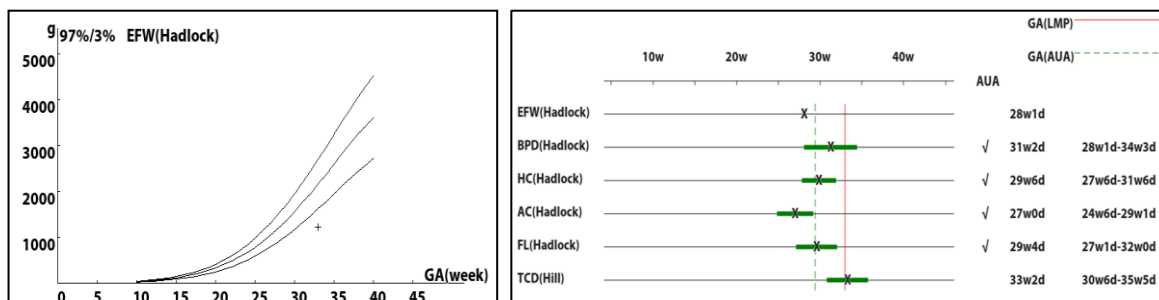 g 97%/3% EFW(Hadlock)
5000
4000
3000
2000
1000
GA(week)
0 5 10 15 20 25 30 35 40 45
GA(LMP)
10w 20w 30w 40w
GA(AUA)
AUA
EFW(Hadlock) X 28w1d
BPD(Hadlock) X √ 31w2d 28w1d-34w3d
HC(Hadlock) X √ 29w6d 27w6d-31w6d
AC(Hadlock) X √ 27w0d 24w6d-29w1d
FL(Hadlock) X √ 29w4d 27w1d-32w0d
TCD(Hill) X 33w2d 30w6d-35w5d